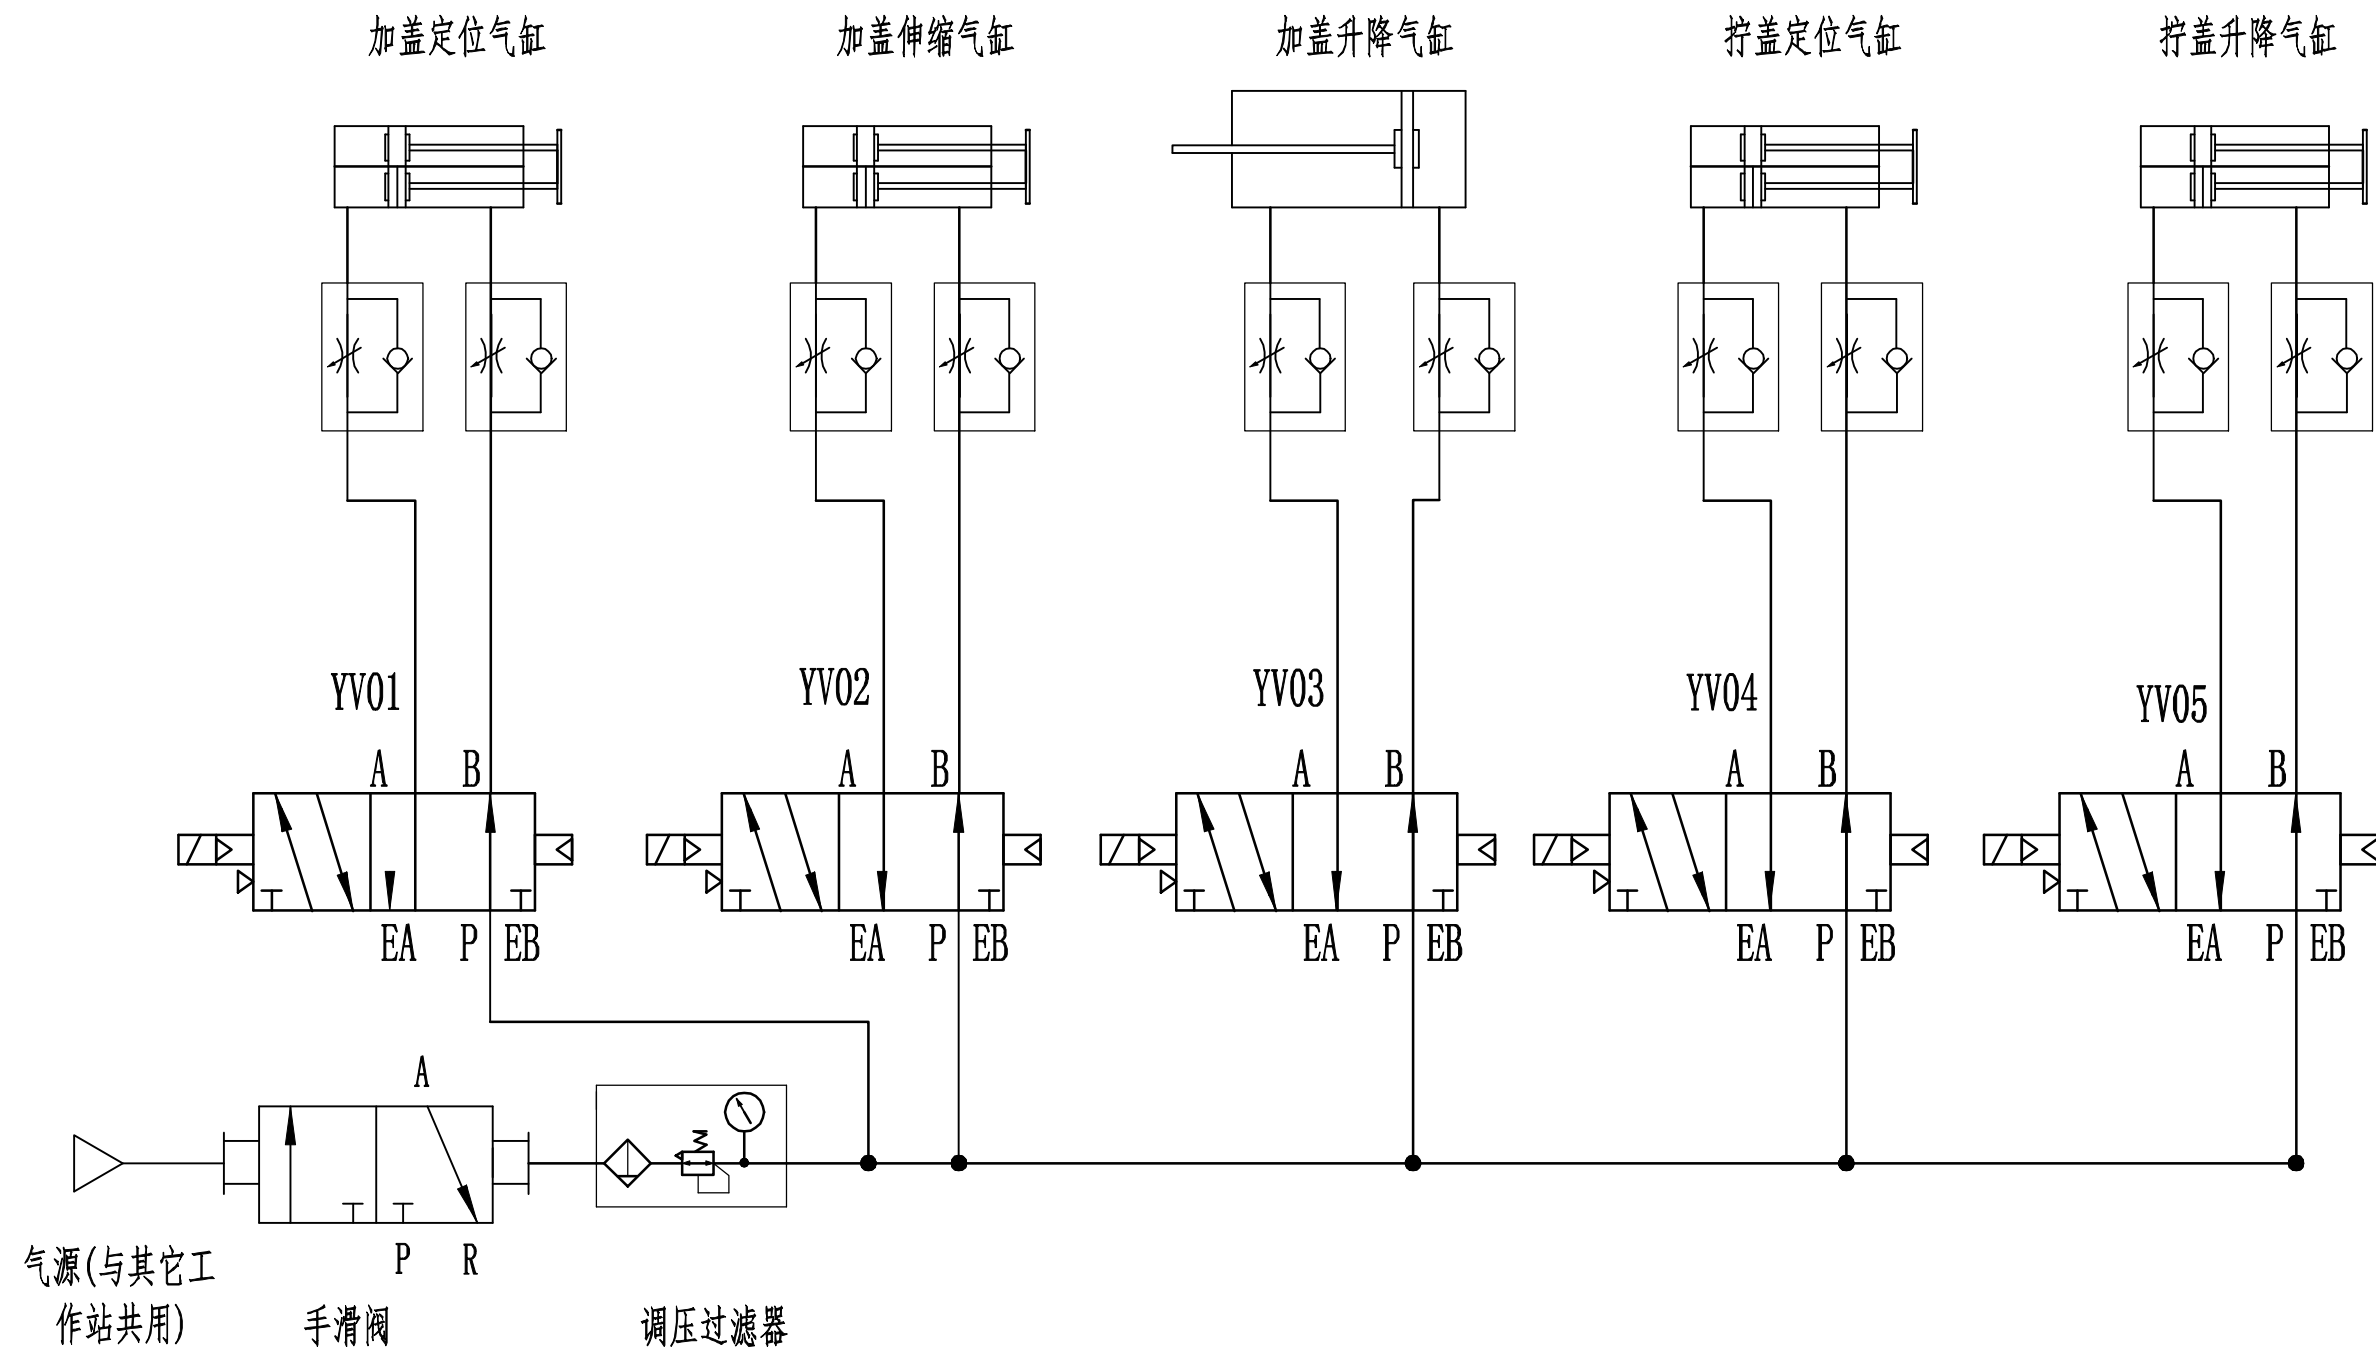 加盖定位气缸 加盖伸缩气缸 加盖升降气缸 拧盖定位气缸 拧盖升降气缸
YV01 YV02 YV03 YV04 YV05
A B A B A B A B A B
EA P EB EA P EB EA P EB EA P EB EA P EB
A
P R
气源(与其它工
作站共用)
手滑阀 调压过滤器